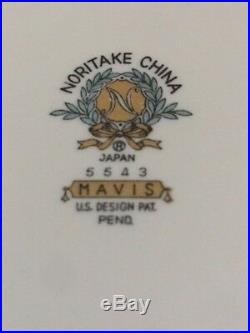 NORITAKE CHINA
N
®
JAPAN
5543
MAVIS
U.S. DESIGN PAT.
PEND.